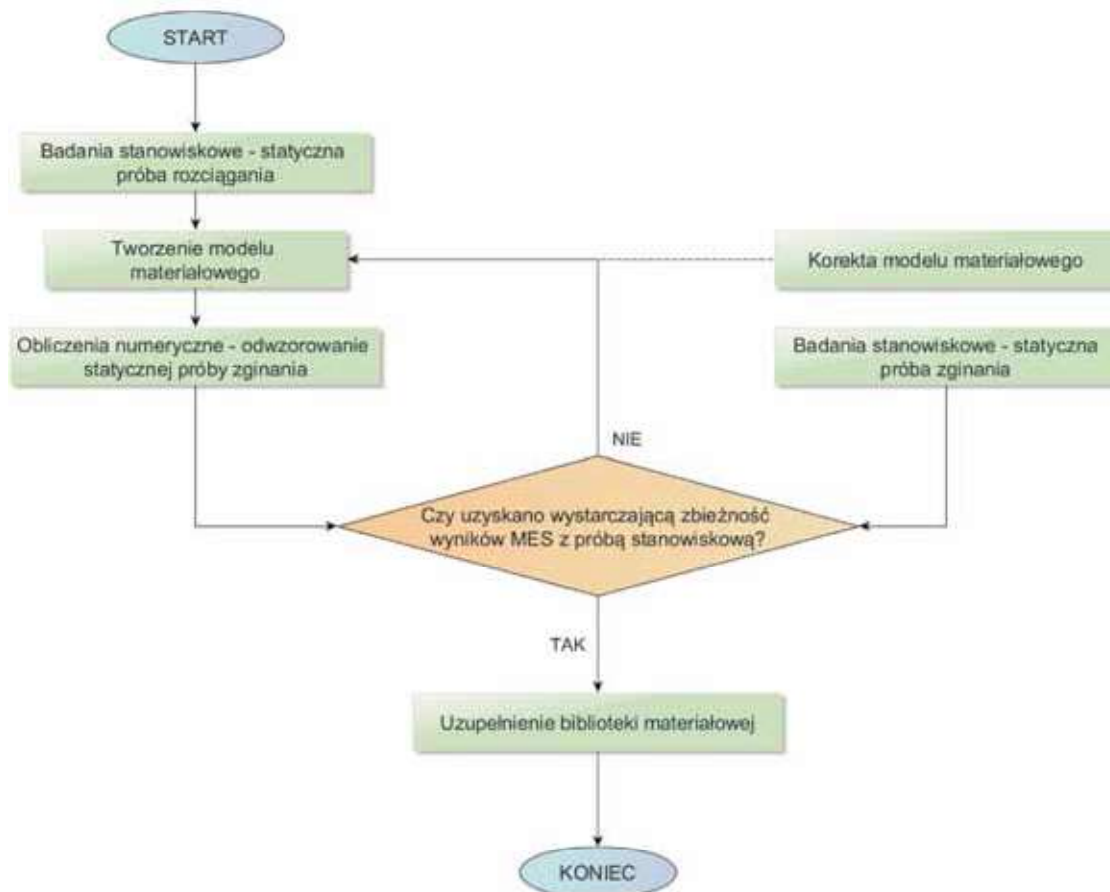 START
Badania stanowiskowe - statyczna
próba rozciągania
Tworzenie modelu
materiałowego
Korekta modelu materiałowego
Obliczenia numeryczne - odwzorowanie
statycznej próby zginania
Badania stanowiskowe - statyczna
próba zginania
NIE
Czy uzyskano wystarczającą zbieżność
wyników MES z próbą stanowiskową?
TAK
Uzupełnienie biblioteki materiałowej
KONIEC